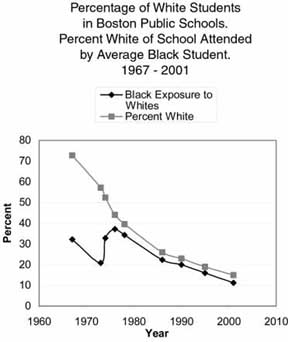 Percentage of White Students
in Boston Public Schools.
Percent White of School Attended
by Average Black Student.
1967 - 2001
Black Exposure to
Whites
Percent White
80
70
60
50
40
30
20
10
0
Percent
1960 1970 1980 1990 2000 2010
Year